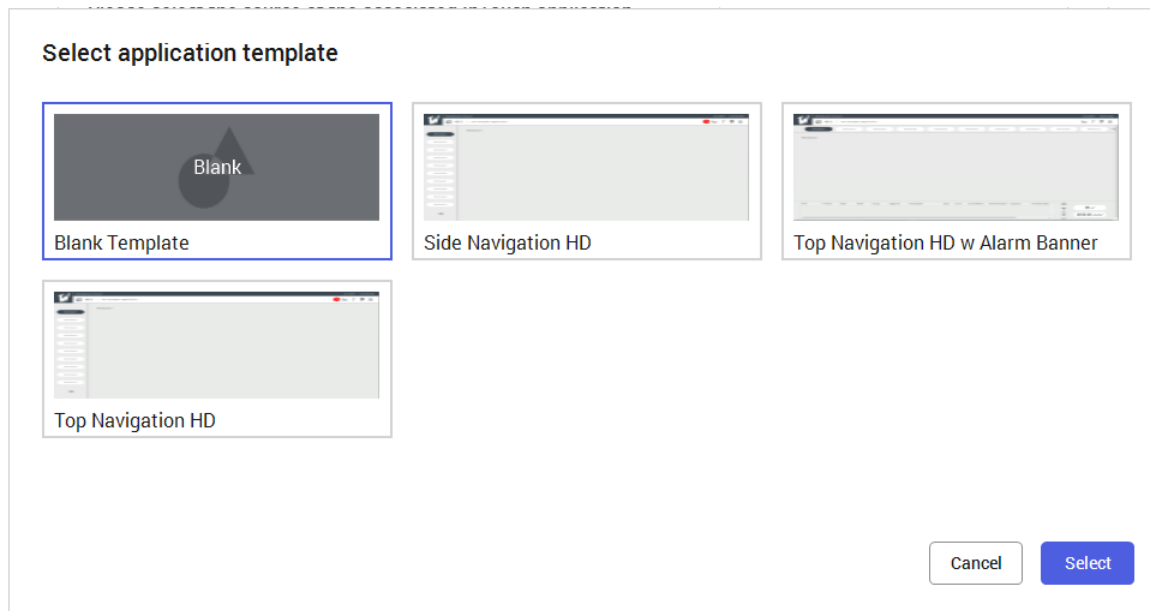 Select application template
Blank
Blank Template
Side Navigation HD
Top Navigation HD w Alarm Banner
Top Navigation HD
Cancel
Select